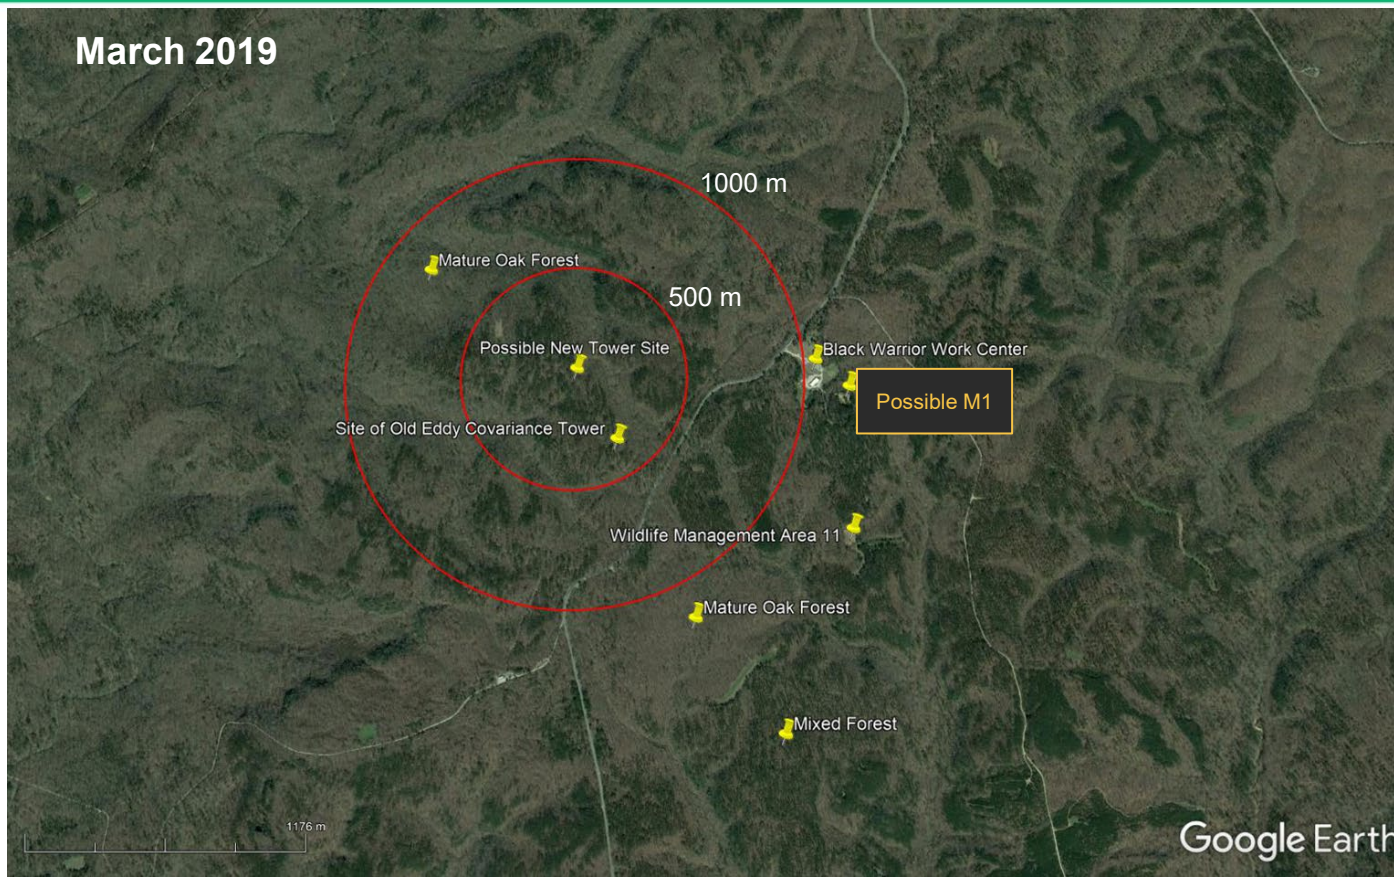 March 2019
1000 m
Mature Oak Forest
500 m
Possible New Tower Site
Black Warrior Work Center
Possible M1
Site of Old Eddy Covariance Tower
Wildlife Management Area 11
Mature Oak Forest
Mixed Forest
1176 m
Google Earth